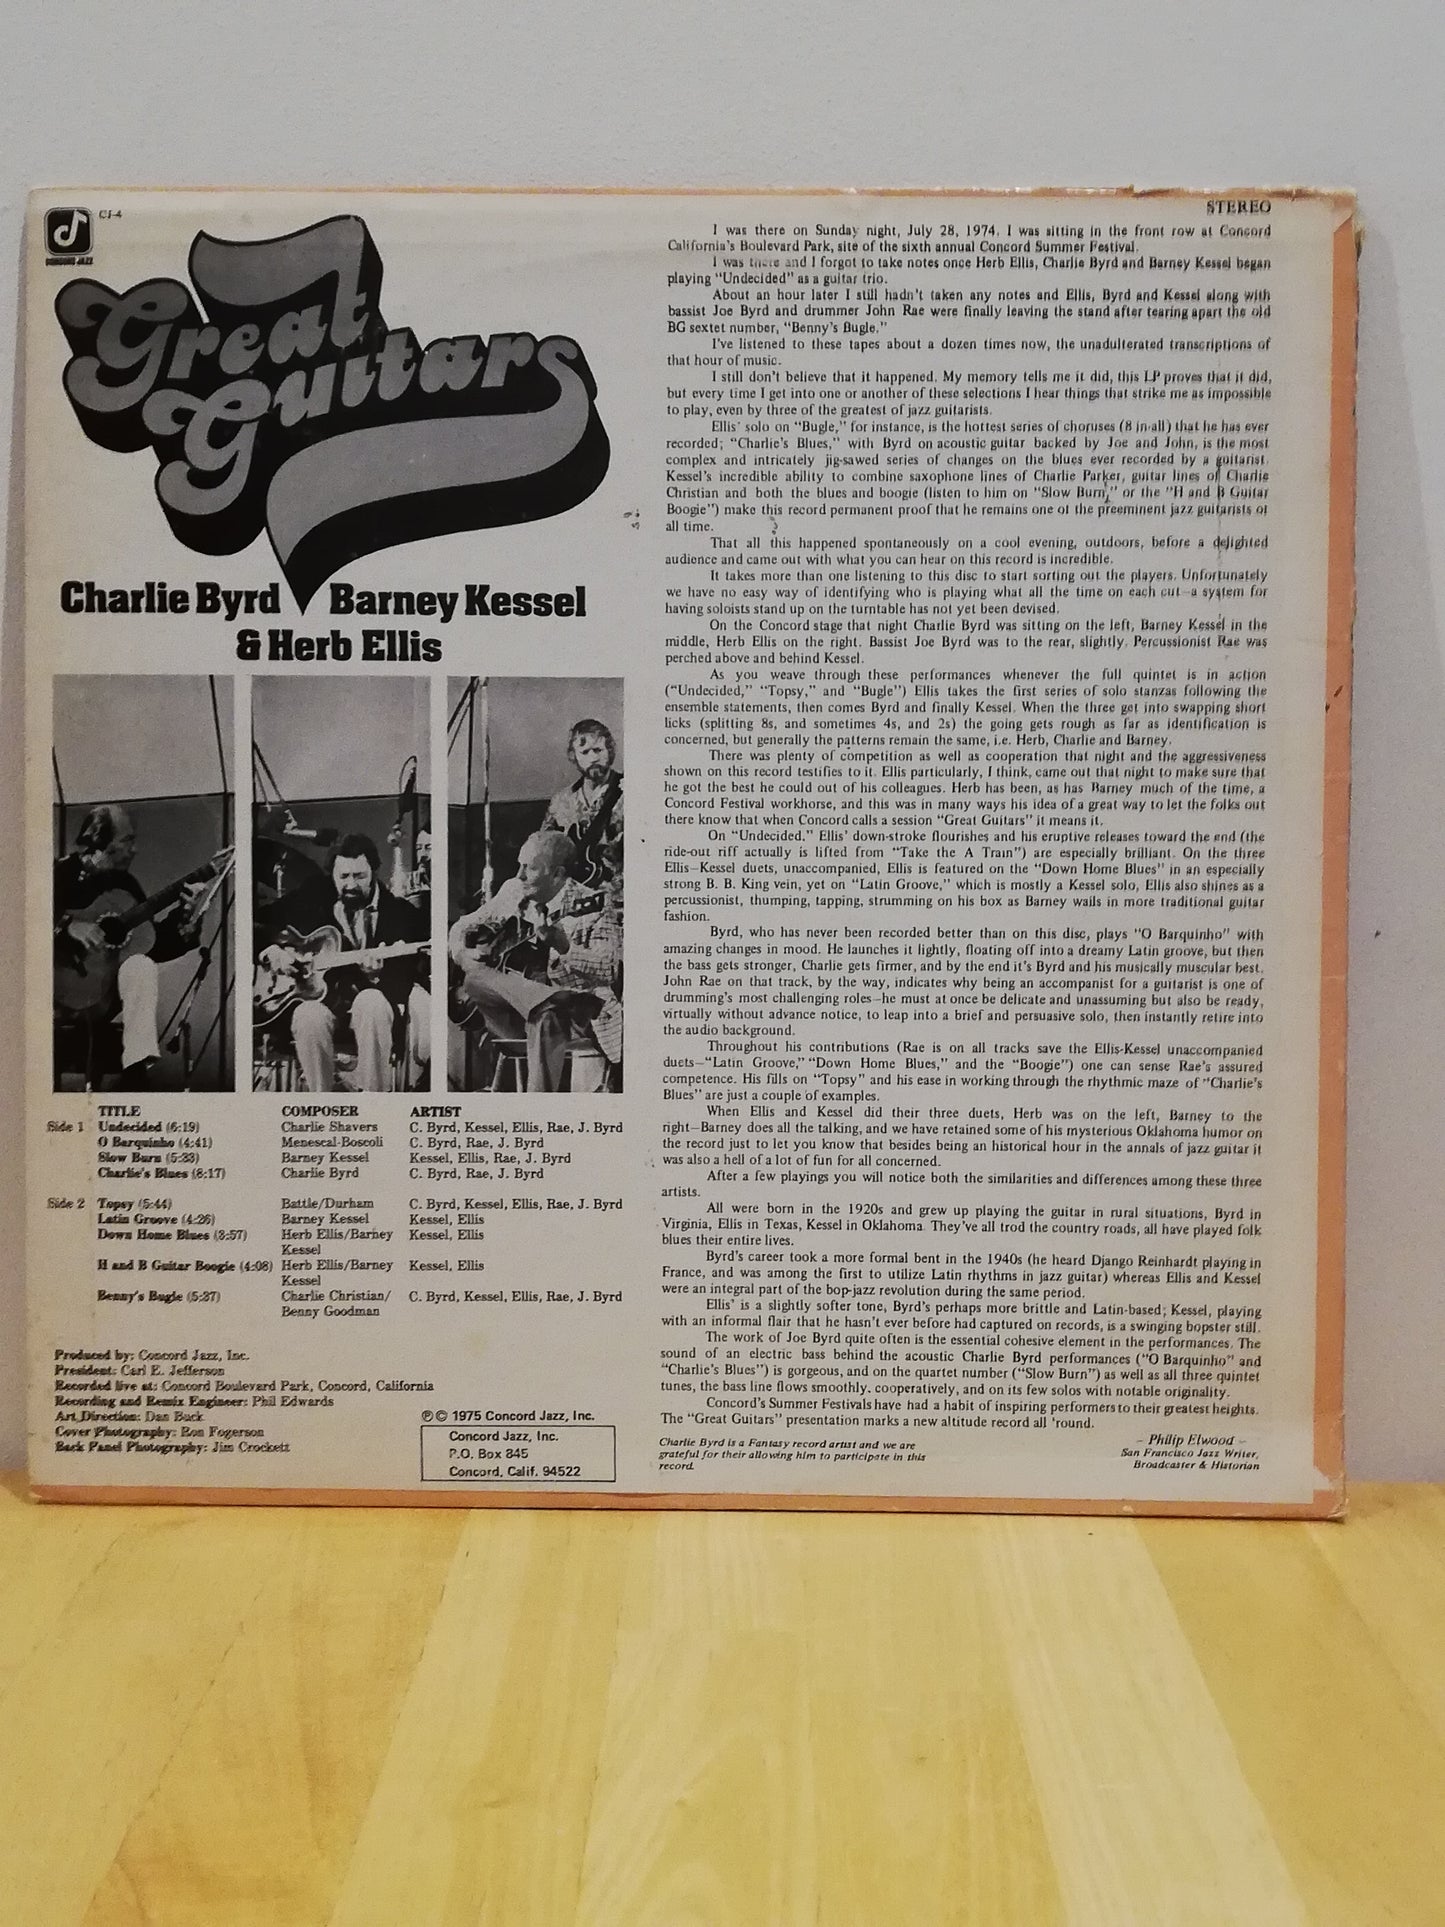 CJ-4
CONCORD JAZZ
Great
Guitars
Charlie Byrd Barney Kessel
& Herb Ellis
TITLE COMPOSER ARTIST
Side 1 Undecided (6:19) Charlie Shavers C. Byrd, Kessel, Ellis, Rae, J. Byrd
O Barquinho (4:41) Menescal-Boscoli C. Byrd, Rae, J. Byrd
Slow Burn (5:33) Barney Kessel Kessel, Ellis, Rae, J. Byrd
Charlie's Blues (8:17) Charlie Byrd C. Byrd, Rae, J. Byrd
Side 2 Topsy (5:44) Battle/Durham C. Byrd, Kessel, Ellis, Rae, J. Byrd
Latin Groove (4:26) Barney Kessel Kessel, Ellis
Down Home Blues (3:57) Herb Ellis/Barney Kessel, Ellis
Kessel
H and B Guitar Boogie (4:08) Herb Ellis/Barney Kessel, Ellis
Kessel
Benny's Bugle (5:37) Charlie Christian/ C. Byrd, Kessel, Ellis, Rae, J. Byrd
Benny Goodman
Produced by: Concord Jazz, Inc.
President: Carl E. Jefferson
Recorded live at: Concord Boulevard Park, Concord, California
Recording and Remix Engineer: Phil Edwards
Art Direction: Dan Buck
Cover Photography: Ron Fogerson
Back Panel Photography: Jim Crockett
℗ © 1975 Concord Jazz, Inc.
Concord Jazz, Inc.
P.O. Box 845
Concord, Calif. 94522
STEREO
I was there on Sunday night, July 28, 1974. I was sitting in the front row at Concord
California's Boulevard Park, site of the sixth annual Concord Summer Festival.
I was there and I forgot to take notes once Herb Ellis, Charlie Byrd and Barney Kessel began
playing "Undecided" as a guitar trio.
About an hour later I still hadn't taken any notes and Ellis, Byrd and Kessel along with
bassist Joe Byrd and drummer John Rae were finally leaving the stand after tearing apart the old
BG sextet number, "Benny's Bugle."
I've listened to these tapes about a dozen times now, the unadulterated transcriptions of
that hour of music.
I still don't believe that it happened. My memory tells me it did, this LP proves that it did,
but every time I get into one or another of these selections I hear things that strike me as impossible
to play, even by three of the greatest of jazz guitarists.
Ellis' solo on "Bugle," for instance, is the hottest series of choruses (8 in all) that he has ever
recorded; "Charlie's Blues," with Byrd on acoustic guitar backed by Joe and John, is the most
complex and intricately jig-sawed series of changes on the blues ever recorded by a guitarist.
Kessel's incredible ability to combine saxophone lines of Charlie Parker, guitar lines of Charlie
Christian and both the blues and boogie (listen to him on "Slow Burn," or the "H and B Guitar
Boogie") make this record permanent proof that he remains one of the preeminent jazz guitarists of
all time.
That all this happened spontaneously on a cool evening, outdoors, before a delighted
audience and came out with what you can hear on this record is incredible.
It takes more than one listening to this disc to start sorting out the players. Unfortunately
we have no easy way of identifying who is playing what all the time on each cut—a system for
having soloists stand up on the turntable has not yet been devised.
On the Concord stage that night Charlie Byrd was sitting on the left, Barney Kessel in the
middle, Herb Ellis on the right. Bassist Joe Byrd was to the rear, slightly. Percussionist Rae was
perched above and behind Kessel.
As you weave through these performances whenever the full quintet is in action
("Undecided," "Topsy," and "Bugle") Ellis takes the first series of solo stanzas following the
ensemble statements, then comes Byrd and finally Kessel. When the three get into swapping short
licks (splitting 8s, and sometimes 4s, and 2s) the going gets rough as far as identification is
concerned, but generally the patterns remain the same, i.e. Herb, Charlie and Barney.
There was plenty of competition as well as cooperation that night and the aggressiveness
shown on this record testifies to it. Ellis particularly, I think, came out that night to make sure that
he got the best he could out of his colleagues. Herb has been, as has Barney much of the time, a
Concord Festival workhorse, and this was in many ways his idea of a great way to let the folks out
there know that when Concord calls a session "Great Guitars" it means it.
On "Undecided," Ellis' down-stroke flourishes and his eruptive releases toward the end (the
ride-out riff actually is lifted from "Take the A Train") are especially brilliant. On the three
Ellis—Kessel duets, unaccompanied, Ellis is featured on the "Down Home Blues" in an especially
strong B. B. King vein, yet on "Latin Groove," which is mostly a Kessel solo, Ellis also shines as a
percussionist, thumping, tapping, strumming on his box as Barney wails in more traditional guitar
fashion.
Byrd, who has never been recorded better than on this disc, plays "O Barquinho" with
amazing changes in mood. He launches it lightly, floating off into a dreamy Latin groove, but then
the bass gets stronger, Charlie gets firmer, and by the end it's Byrd and his musically muscular best.
John Rae on that track, by the way, indicates why being an accompanist for a guitarist is one of
drumming's most challenging roles—he must at once be delicate and unassuming but also be ready,
virtually without advance notice, to leap into a brief and persuasive solo, then instantly retire into
the audio background.
Throughout his contributions (Rae is on all tracks save the Ellis-Kessel unaccompanied
duets—"Latin Groove," "Down Home Blues," and the "Boogie") one can sense Rae's assured
competence. His fills on "Topsy" and his ease in working through the rhythmic maze of "Charlie's
Blues" are just a couple of examples.
When Ellis and Kessel did their three duets, Herb was on the left, Barney to the
right—Barney does all the talking, and we have retained some of his mysterious Oklahoma humor on
the record just to let you know that besides being an historical hour in the annals of jazz guitar it
was also a hell of a lot of fun for all concerned.
After a few playings you will notice both the similarities and differences among these three
artists.
All were born in the 1920s and grew up playing the guitar in rural situations, Byrd in
Virginia, Ellis in Texas, Kessel in Oklahoma. They've all trod the country roads, all have played folk
blues their entire lives.
Byrd's career took a more formal bent in the 1940s (he heard Django Reinhardt playing in
France, and was among the first to utilize Latin rhythms in jazz guitar) whereas Ellis and Kessel
were an integral part of the bop-jazz revolution during the same period.
Ellis' is a slightly softer tone, Byrd's perhaps more brittle and Latin-based; Kessel, playing
with an informal flair that he hasn't ever before had captured on records, is a swinging bopster still.
The work of Joe Byrd quite often is the essential cohesive element in the performances. The
sound of an electric bass behind the acoustic Charlie Byrd performances ("O Barquinho" and
"Charlie's Blues") is gorgeous, and on the quartet number ("Slow Burn") as well as all three quintet
tunes, the bass line flows smoothly, cooperatively, and on its few solos with notable originality.
Concord's Summer Festivals have had a habit of inspiring performers to their greatest heights.
The "Great Guitars" presentation marks a new altitude record all 'round.
Charlie Byrd is a Fantasy record artist and we are
grateful for their allowing him to participate in this
record.
— Philip Elwood —
San Francisco Jazz Writer,
Broadcaster & Historian